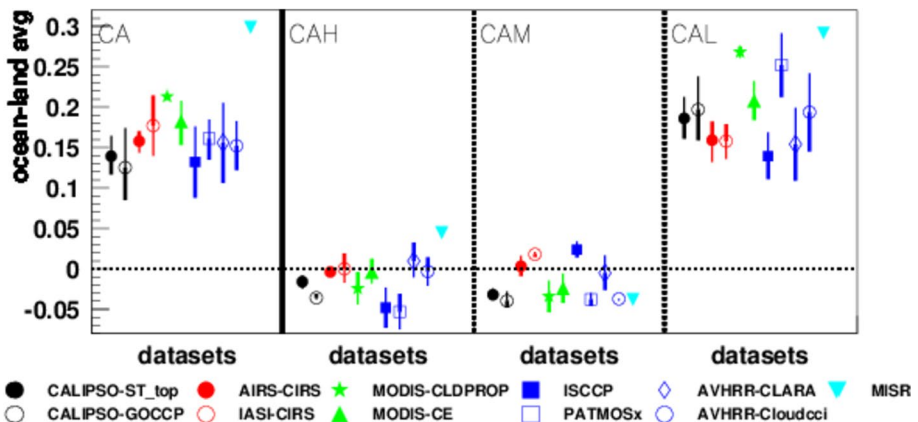 CA CAH CAM CAL
ocean-land avg
0.3
0.25
0.2
0.15
0.1
0.05
0
-0.05
datasets datasets datasets datasets
CALIPSO-ST_top AIRS-CIRS MODIS-CLDPROP ISCCP AVHRR-CLARA MISR
CALIPSO-GOCCP IASI-CIRS MODIS-CE PATMOSx AVHRR-Cloudcci